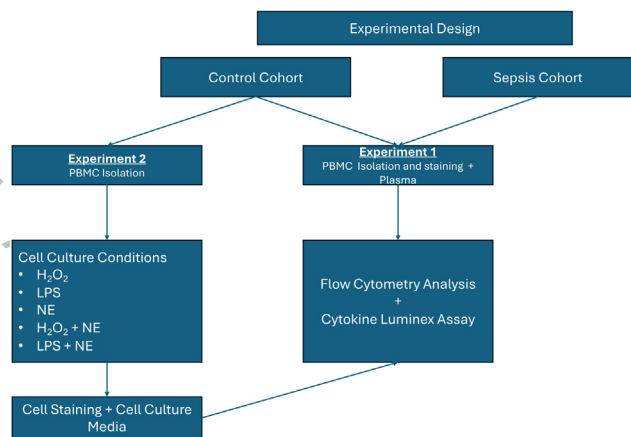 Experimental Design
Control Cohort
Sepsis Cohort
Experiment 2
PBMC Isolation
Experiment 1
PBMC Isolation and staining +
Plasma
Cell Culture Conditions
• H₂O₂
• LPS
• NE
• H₂O₂ + NE
• LPS + NE
Flow Cytometry Analysis
+
Cytokine Luminex Assay
Cell Staining + Cell Culture
Media